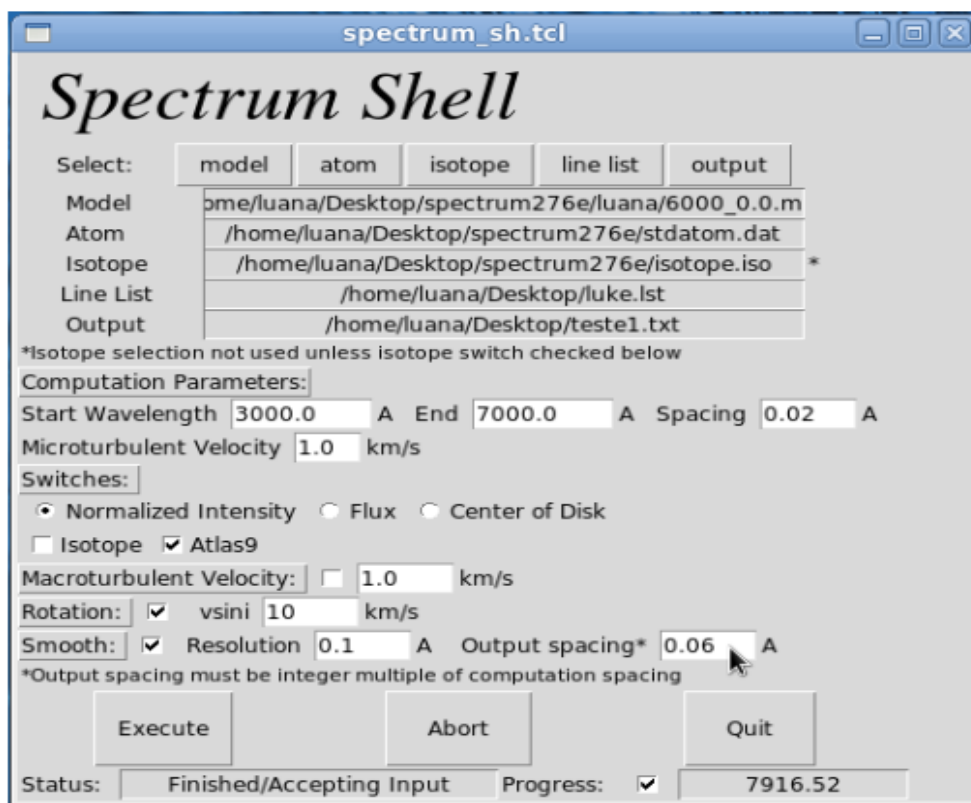 spectrum_sh.tcl
Spectrum Shell
Select: model atom isotope line list output
Model ome/luana/Desktop/spectrum276e/luana/6000_0.0.m
Atom /home/luana/Desktop/spectrum276e/stdatom.dat
Isotope /home/luana/Desktop/spectrum276e/isotope.iso *
Line List /home/luana/Desktop/luke.lst
Output /home/luana/Desktop/teste1.txt
*Isotope selection not used unless isotope switch checked below
Computation Parameters:
Start Wavelength 3000.0 A End 7000.0 A Spacing 0.02 A
Microturbulent Velocity 1.0 km/s
Switches:
Normalized Intensity Flux Center of Disk
Isotope Atlas9
Macroturbulent Velocity: 1.0 km/s
Rotation: vsini 10 km/s
Smooth: Resolution 0.1 A Output spacing* 0.06 A
*Output spacing must be integer multiple of computation spacing
Execute Abort Quit
Status: Finished/Accepting Input Progress: 7916.52